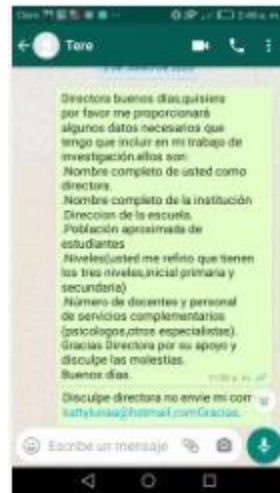 Tere
Directora buenos días,quisiera
por favor me proporcionará
algunos datos necesarios que
tengo que incluir en mi trabajo de
investigación.ellos son:
.Nombre completo de usted como
directora.
.Nombre completo de la institución
.Direccion de la escuela.
.Población aproximada de
estudiantes
.Niveles(usted me refirio que tienen
los tres niveles,inicial primaria y
secundaria)
.Número de docentes y personal
de servicios complementarios
(psicologos,otros especialistas).
Gracias Directora por su apoyo y
disculpe las molestias.
Buenos días.
Disculpe directora no envie mi corr
Escribe un mensaje